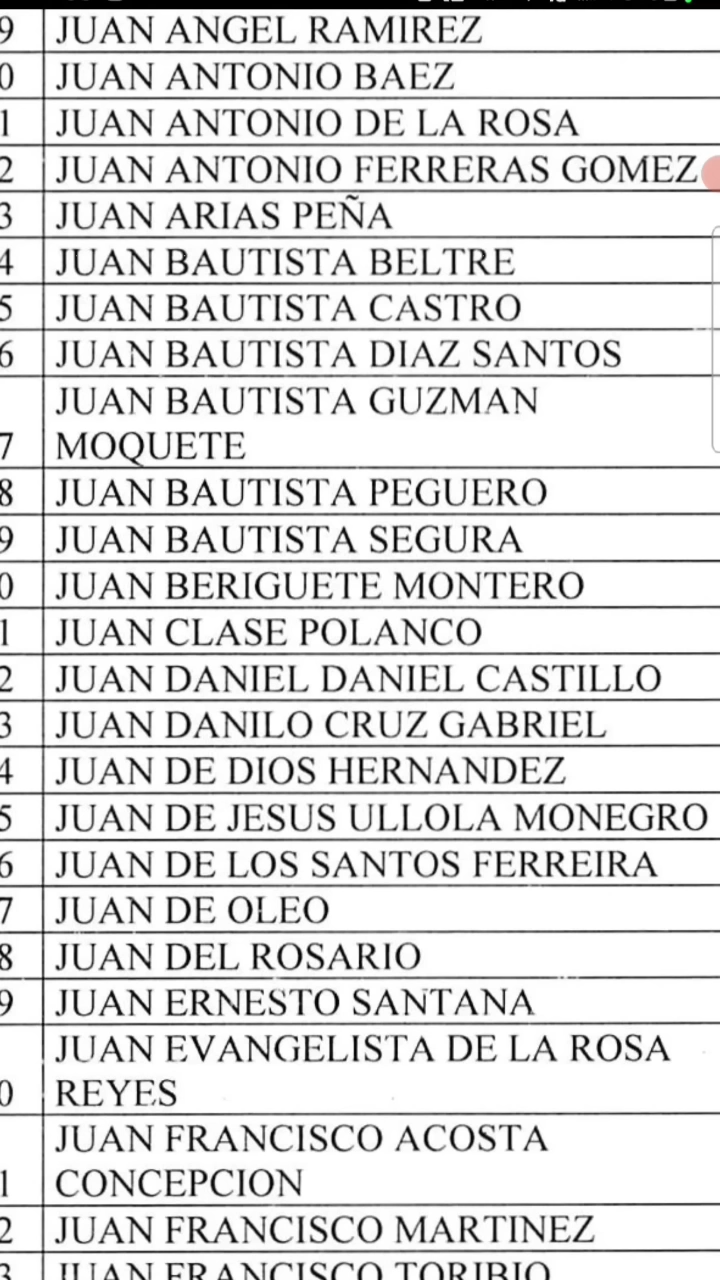 9 JUAN ANGEL RAMIREZ
0 JUAN ANTONIO BAEZ
1 JUAN ANTONIO DE LA ROSA
2 JUAN ANTONIO FERRERAS GOMEZ
3 JUAN ARIAS PEÑA
4 JUAN BAUTISTA BELTRE
5 JUAN BAUTISTA CASTRO
6 JUAN BAUTISTA DIAZ SANTOS
JUAN BAUTISTA GUZMAN
7 MOQUETE
8 JUAN BAUTISTA PEGUERO
9 JUAN BAUTISTA SEGURA
0 JUAN BERIGUETE MONTERO
1 JUAN CLASE POLANCO
2 JUAN DANIEL DANIEL CASTILLO
3 JUAN DANILO CRUZ GABRIEL
4 JUAN DE DIOS HERNANDEZ
5 JUAN DE JESUS ULLOLA MONEGRO
6 JUAN DE LOS SANTOS FERREIRA
7 JUAN DE OLEO
8 JUAN DEL ROSARIO
9 JUAN ERNESTO SANTANA
JUAN EVANGELISTA DE LA ROSA
0 REYES
JUAN FRANCISCO ACOSTA
1 CONCEPCION
2 JUAN FRANCISCO MARTINEZ
3 JUAN FRANCISCO TORIBIO